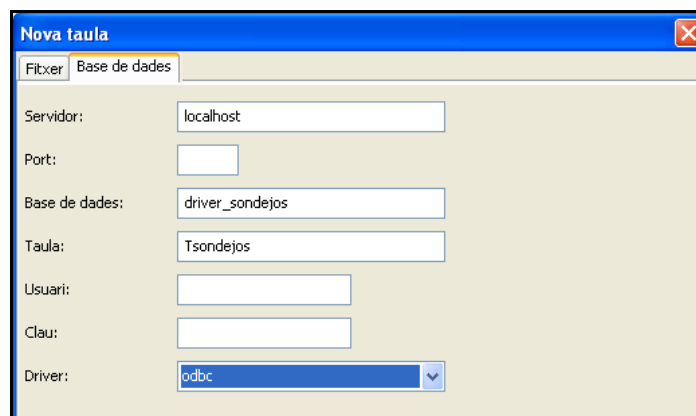 Nova taula
Fitxer Base de dades
Servidor: localhost
Port:
Base de dades: driver_sondejos
Taula: Tsondejos
Usuari:
Clau:
Driver: odbc